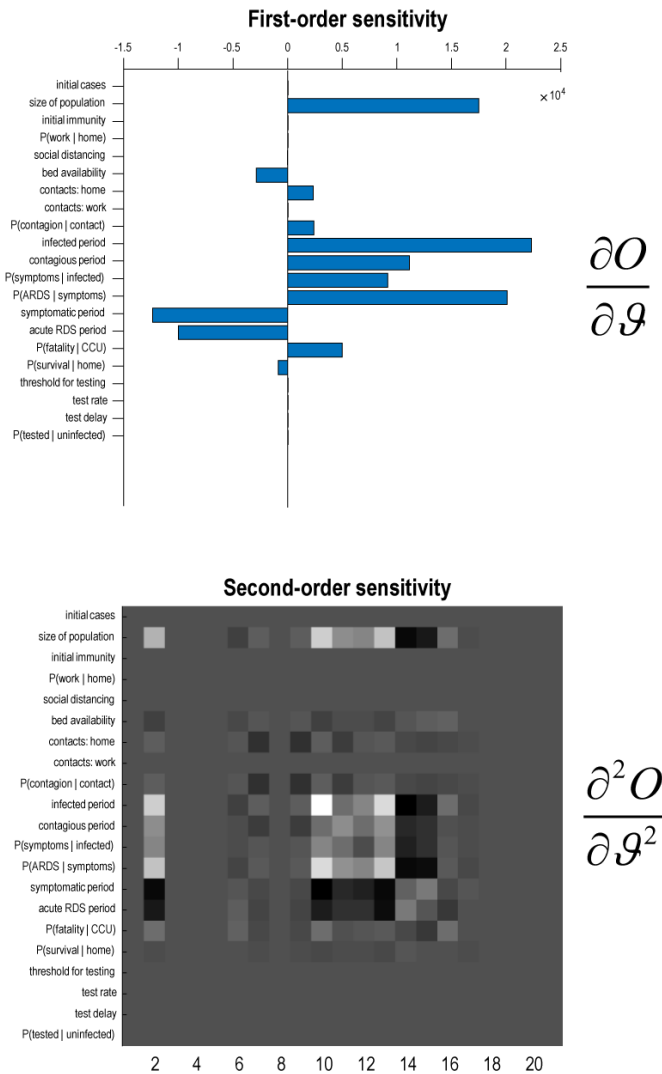 First-order sensitivity
-1.5 -1 -0.5 0 0.5 1 1.5 2 2.5
×10⁴
initial cases
size of population
initial immunity
P(work | home)
social distancing
bed availability
contacts: home
contacts: work
P(contagion | contact)
infected period
contagious period
P(symptoms | infected)
P(ARDS | symptoms)
symptomatic period
acute RDS period
P(fatality | CCU)
P(survival | home)
threshold for testing
test rate
test delay
P(tested | uninfected)
∂O
∂ϑ
Second-order sensitivity
initial cases
size of population
initial immunity
P(work | home)
social distancing
bed availability
contacts: home
contacts: work
P(contagion | contact)
infected period
contagious period
P(symptoms | infected)
P(ARDS | symptoms)
symptomatic period
acute RDS period
P(fatality | CCU)
P(survival | home)
threshold for testing
test rate
test delay
P(tested | uninfected)
2 4 6 8 10 12 14 16 18 20
∂²O
∂ϑ²